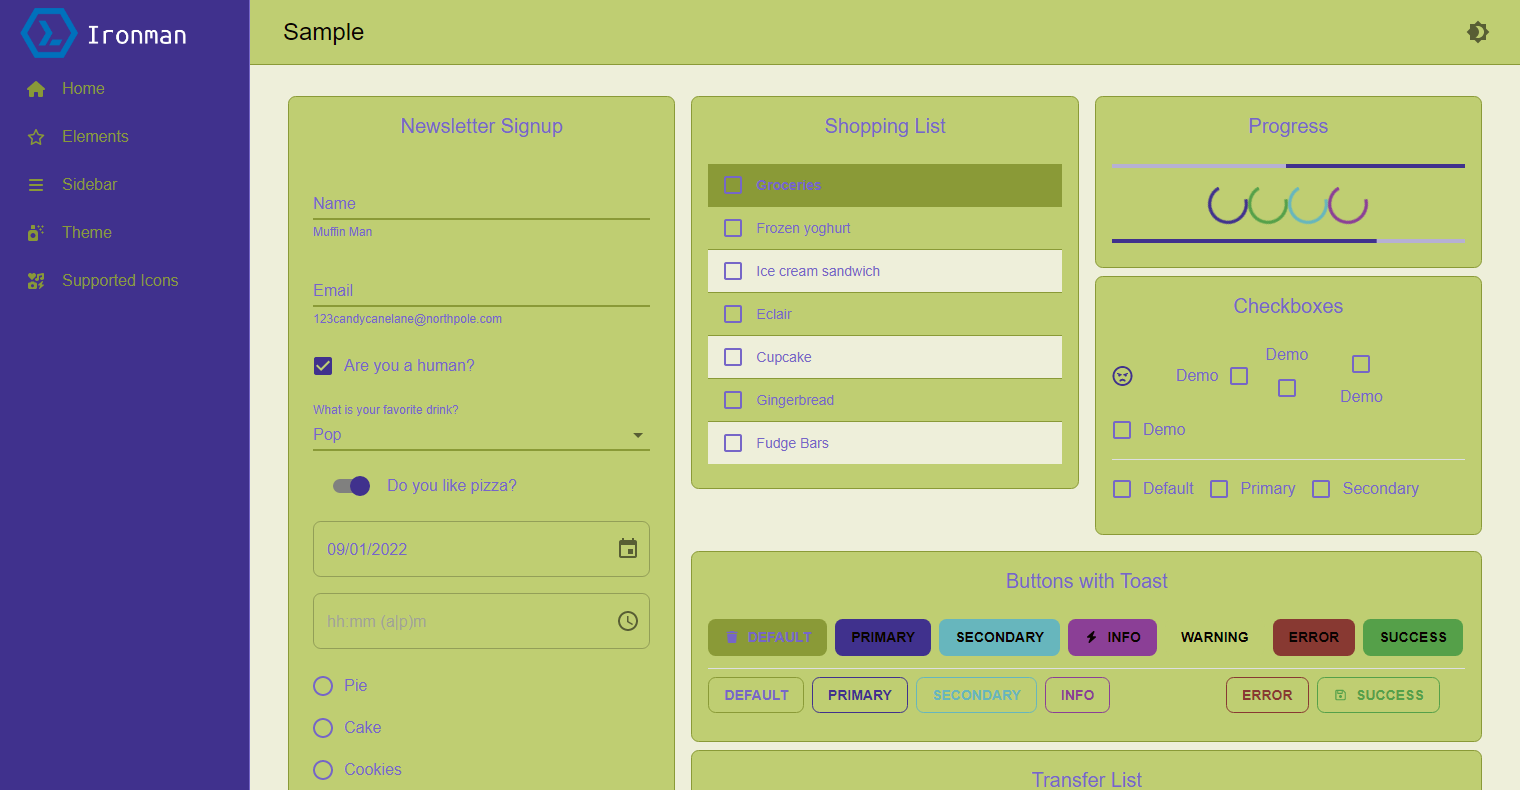 Ironman
Home
Elements
Sidebar
Theme
Supported Icons
Sample
Newsletter Signup
Name
Muffin Man
Email
123candycanelane@northpole.com
Are you a human?
What is your favorite drink?
Pop
Do you like pizza?
09/01/2022
hh:mm (a|p)m
Pie
Cake
Cookies
Shopping List
Groceries
Frozen yoghurt
Ice cream sandwich
Eclair
Cupcake
Gingerbread
Fudge Bars
Progress
Checkboxes
Demo
Demo
Demo
Demo
Default Primary Secondary
Buttons with Toast
DEFAULT PRIMARY SECONDARY INFO WARNING ERROR SUCCESS
DEFAULT PRIMARY SECONDARY INFO ERROR SUCCESS
Transfer List